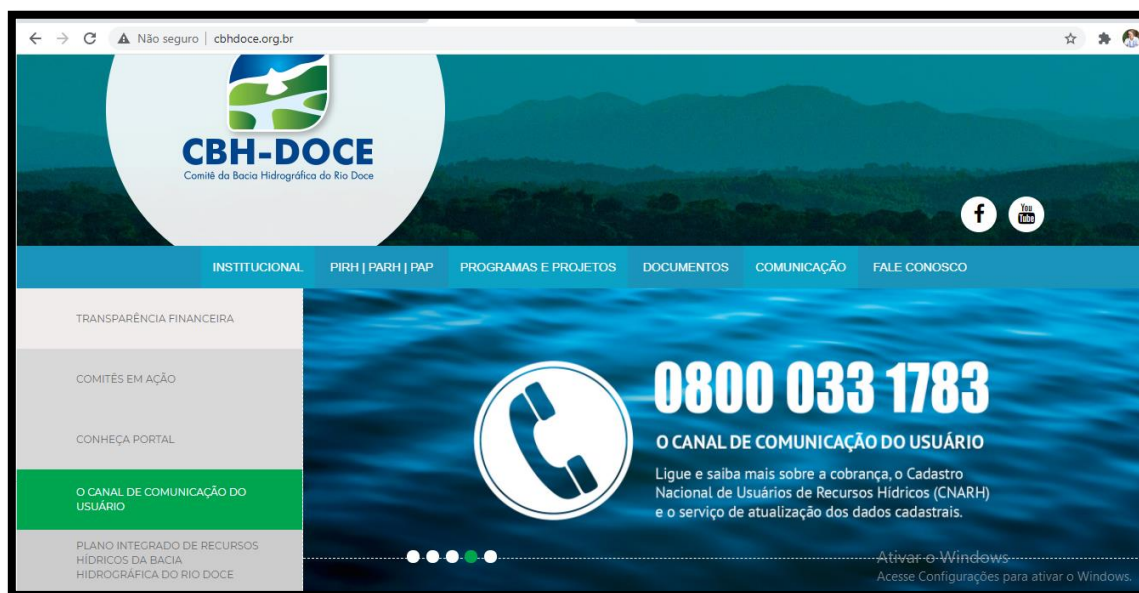 Não seguro | cbhdoce.org.br
CBH-DOCE
Comitê da Bacia Hidrográfica do Rio Doce
f
You
Tube
INSTITUCIONAL PIRH | PARH | PAP PROGRAMAS E PROJETOS DOCUMENTOS COMUNICAÇÃO FALE CONOSCO
TRANSPARÊNCIA FINANCEIRA
COMITÊS EM AÇÃO
CONHEÇA PORTAL
O CANAL DE COMUNICAÇÃO DO
USUÁRIO
PLANO INTEGRADO DE RECURSOS
HÍDRICOS DA BACIA
HIDROGRÁFICA DO RIO DOCE
0800 033 1783
O CANAL DE COMUNICAÇÃO DO USUÁRIO
Ligue e saiba mais sobre a cobrança, o Cadastro
Nacional de Usuários de Recursos Hídricos (CNARH)
e o serviço de atualização dos dados cadastrais.
Ativar o Windows
Acesse Configurações para ativar o Windows.